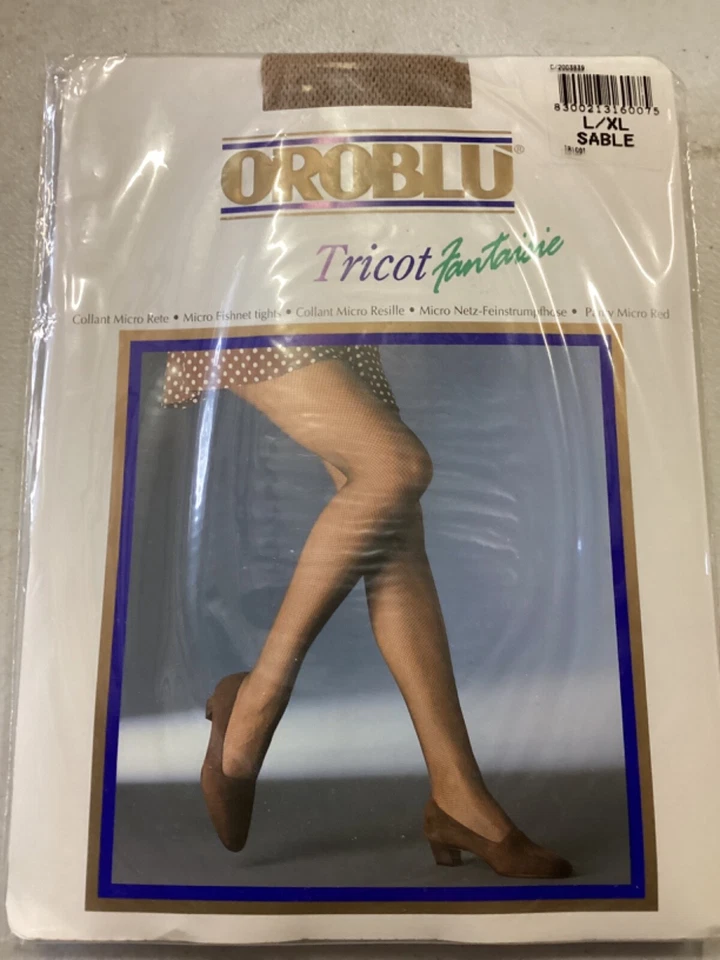 C/2003839
8300213160075
L/XL
SABLE
OROBLU®
Tricot Fantaisie
Collant Micro Rete • Micro Fishnet tights • Collant Micro Resille • Micro Netz-Feinstrumpfhose • Panty Micro Red